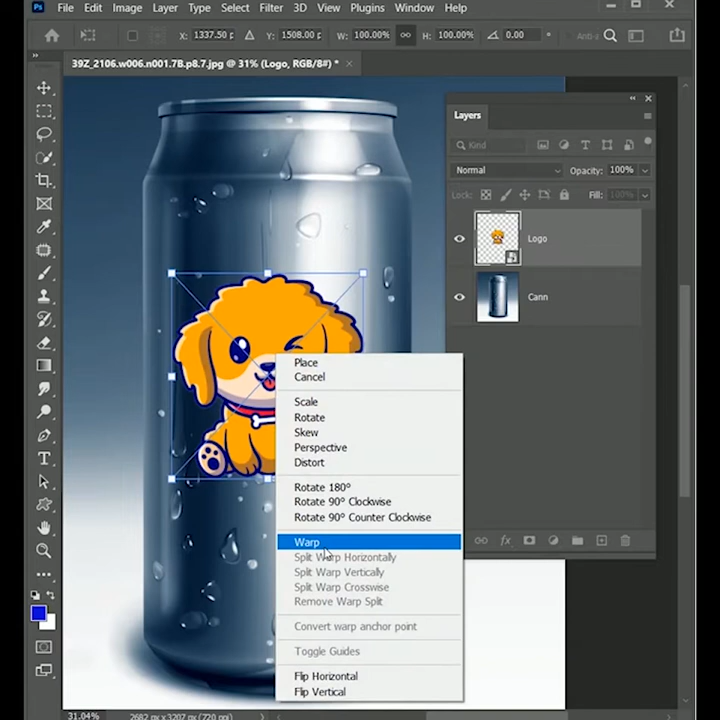 File Edit Image Layer Type Select Filter 3D View Plugins Window Help
X: 1337.50 p Y: 1508.00 p W: 100.00% H: 100.00% 0.00 Anti-a
39Z_2106.w006.n001.7B.p8.7.jpg @ 31% (Logo, RGB/8#) *
Layers
Kind
Normal Opacity: 100%
Lock: Fill: 100%
Logo
Cann
Place
Cancel
Scale
Rotate
Skew
Perspective
Distort
Rotate 180°
Rotate 90° Clockwise
Rotate 90° Counter Clockwise
Warp
Split Warp Horizontally
Split Warp Vertically
Split Warp Crosswise
Remove Warp Split
Convert warp anchor point
Toggle Guides
Flip Horizontal
Flip Vertical
31.04% 2682 px x 3207 px (720 ppi)